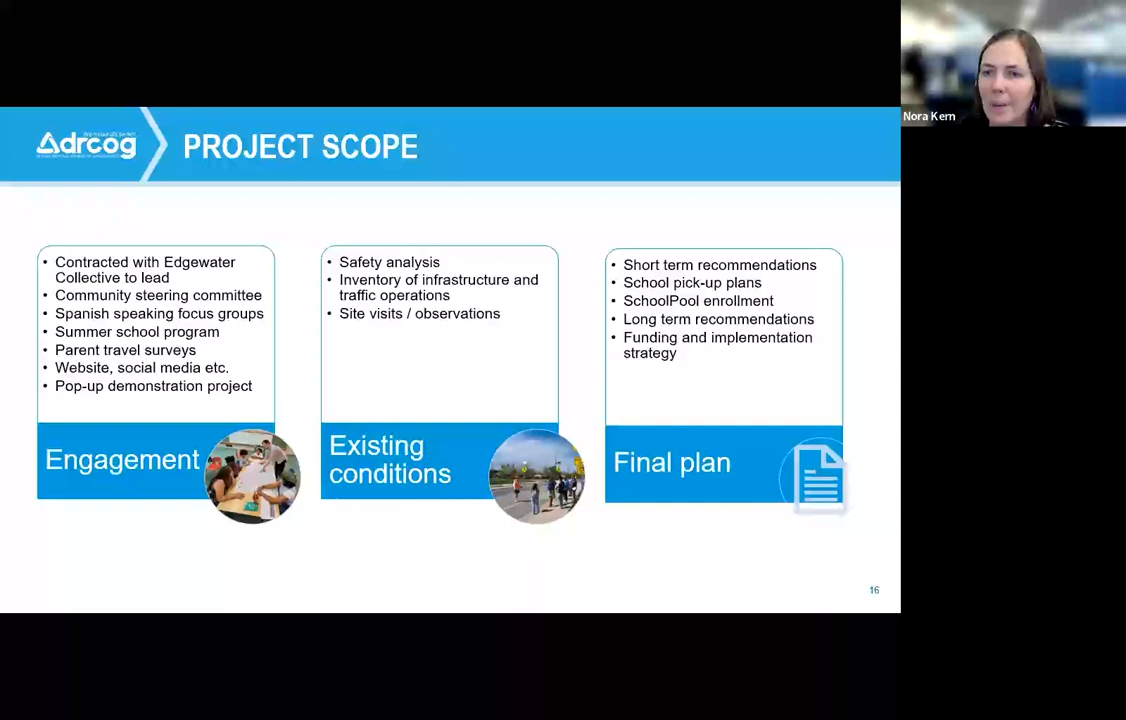 Nora Kern
drcog
PROJECT SCOPE
• Contracted with Edgewater
Collective to lead
• Community steering committee
• Spanish speaking focus groups
• Summer school program
• Parent travel surveys
• Website, social media etc.
• Pop-up demonstration project
Engagement
• Safety analysis
• Inventory of infrastructure and
traffic operations
• Site visits / observations
Existing
conditions
• Short term recommendations
• School pick-up plans
• SchoolPool enrollment
• Long term recommendations
• Funding and implementation
strategy
Final plan
16